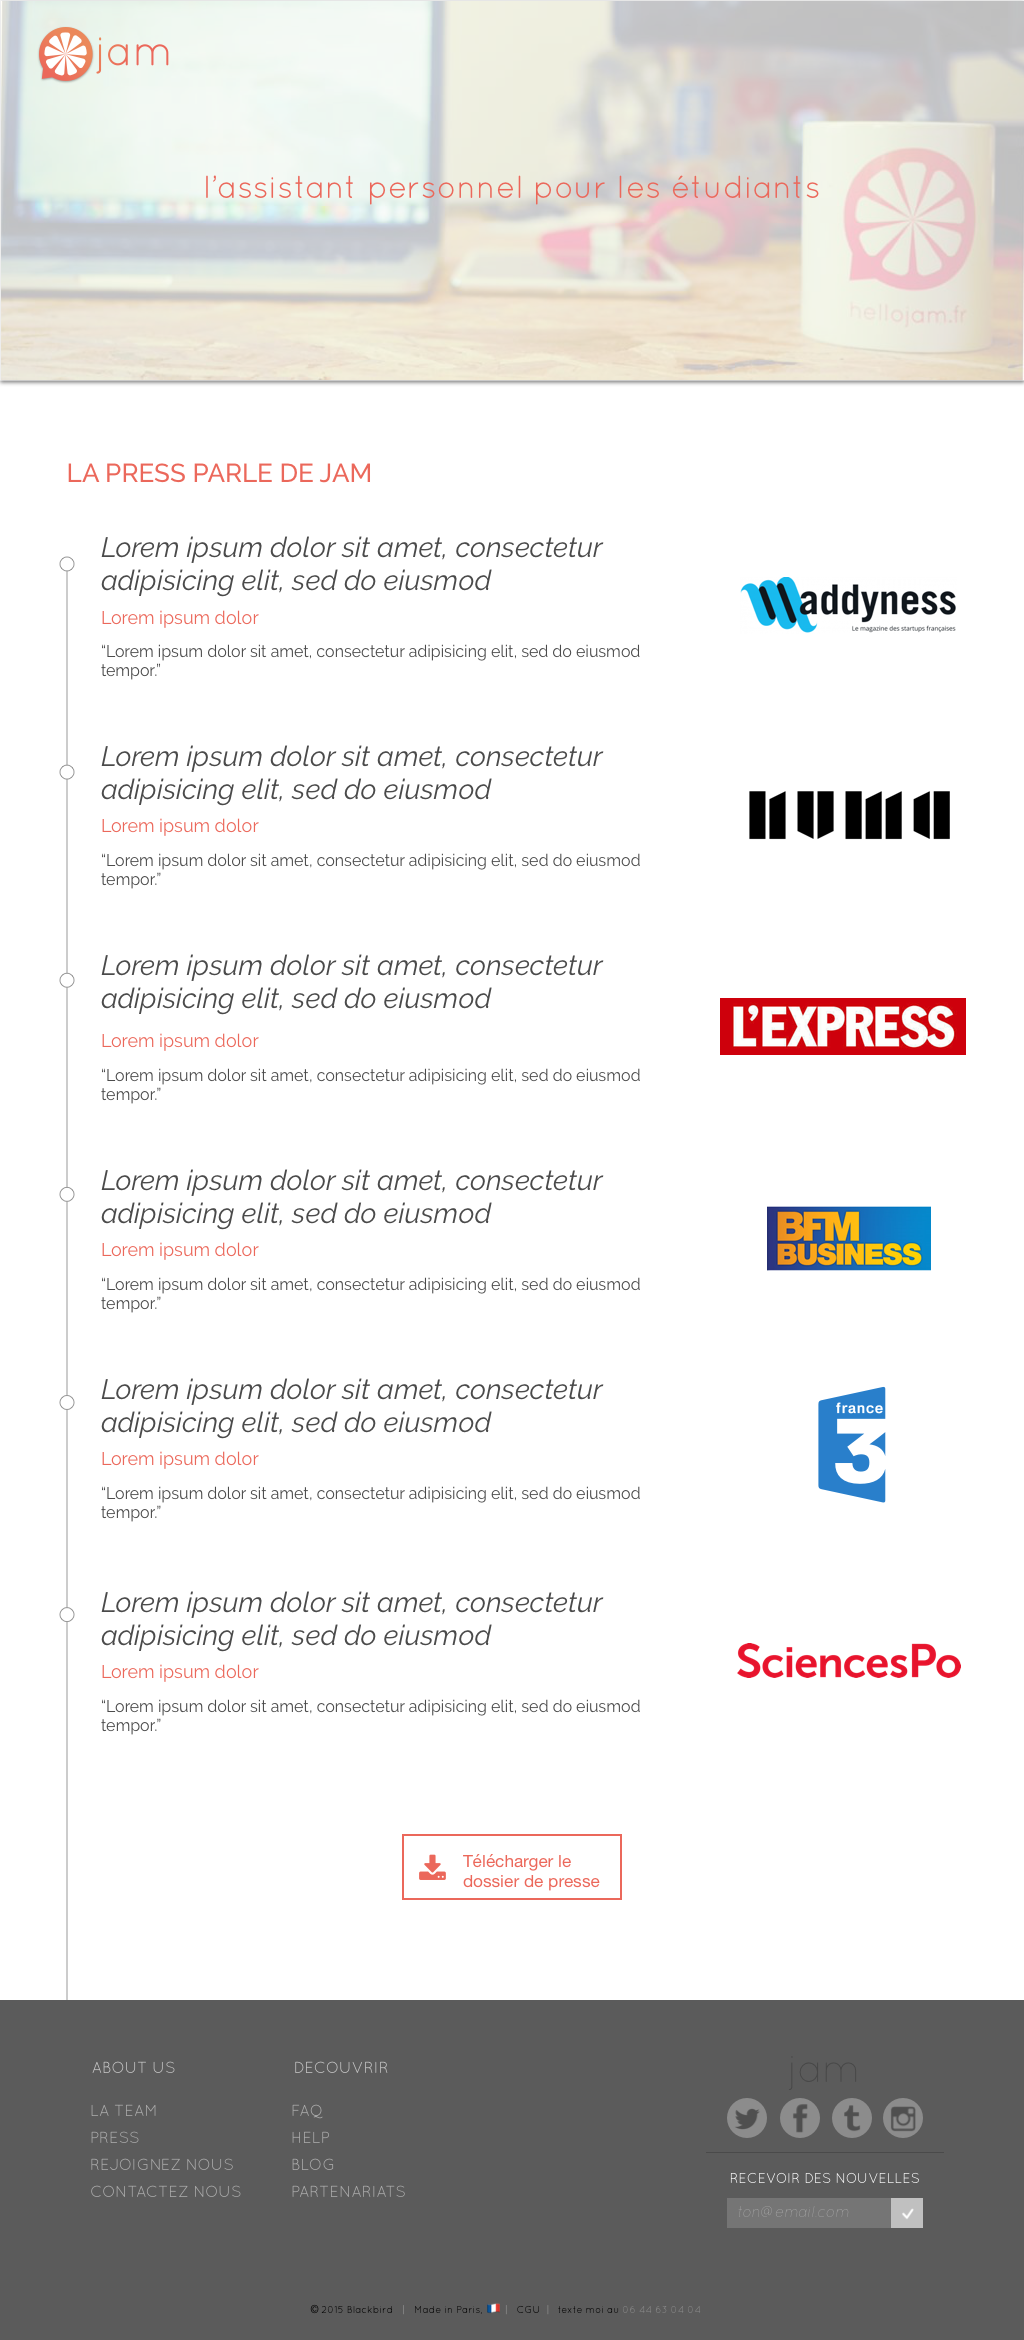 jam
l'assistant personnel pour les étudiants
hellojam.fr
LA PRESS PARLE DE JAM
Lorem ipsum dolor sit amet, consectetur
adipisicing elit, sed do eiusmod
Lorem ipsum dolor
“Lorem ipsum dolor sit amet, consectetur adipisicing elit, sed do eiusmod
tempor.”
Maddyness
Le magazine des startups françaises
Lorem ipsum dolor sit amet, consectetur
adipisicing elit, sed do eiusmod
Lorem ipsum dolor
“Lorem ipsum dolor sit amet, consectetur adipisicing elit, sed do eiusmod
tempor.”
numa
Lorem ipsum dolor sit amet, consectetur
adipisicing elit, sed do eiusmod
Lorem ipsum dolor
“Lorem ipsum dolor sit amet, consectetur adipisicing elit, sed do eiusmod
tempor.”
L'EXPRESS
Lorem ipsum dolor sit amet, consectetur
adipisicing elit, sed do eiusmod
Lorem ipsum dolor
“Lorem ipsum dolor sit amet, consectetur adipisicing elit, sed do eiusmod
tempor.”
BFM
BUSINESS
Lorem ipsum dolor sit amet, consectetur
adipisicing elit, sed do eiusmod
Lorem ipsum dolor
“Lorem ipsum dolor sit amet, consectetur adipisicing elit, sed do eiusmod
tempor.”
france
3
Lorem ipsum dolor sit amet, consectetur
adipisicing elit, sed do eiusmod
Lorem ipsum dolor
“Lorem ipsum dolor sit amet, consectetur adipisicing elit, sed do eiusmod
tempor.”
SciencesPo
Télécharger le
dossier de presse
ABOUT US
LA TEAM
PRESS
REJOIGNEZ NOUS
CONTACTEZ NOUS
DECOUVRIR
FAQ
HELP
BLOG
PARTENARIATS
jam
RECEVOIR DES NOUVELLES
ton@email.com
© 2015 Blackbird | Made in Paris, 🇫🇷 | CGU | texte moi au 06 44 63 04 04